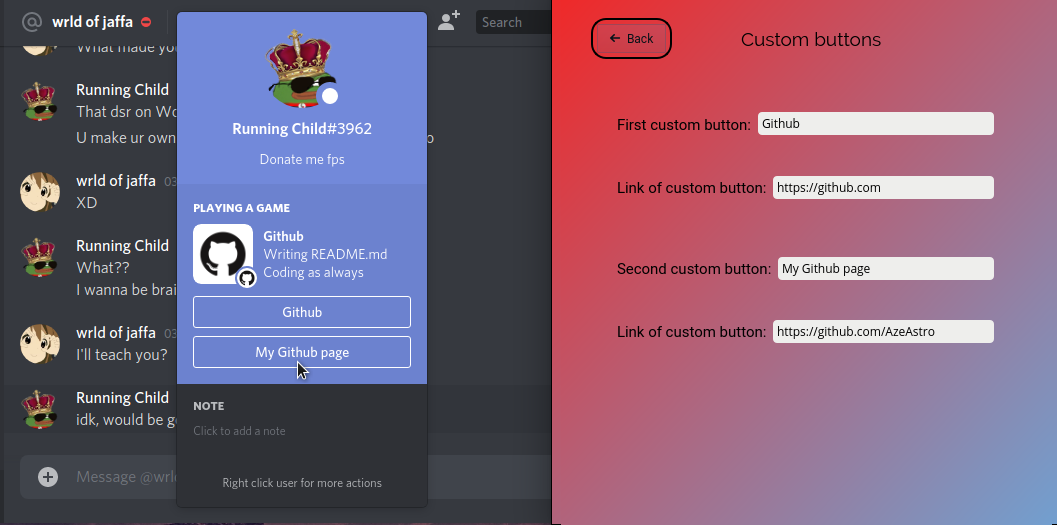 wrld of jaffa
Search
What made you
Running Child
That dsr on Wo
U make ur own
o
wrld of jaffa 03
XD
Running Child
What??
I wanna be brai
wrld of jaffa 03
I'll teach you?
Running Child
idk, would be g
Message @wrl
Running Child#3962
Donate me fps
PLAYING A GAME
Github
Writing README.md
Coding as always
Github
My Github page
NOTE
Click to add a note
Right click user for more actions
← Back
Custom buttons
First custom button: Github
Link of custom button: https://github.com
Second custom button: My Github page
Link of custom button: https://github.com/AzeAstro